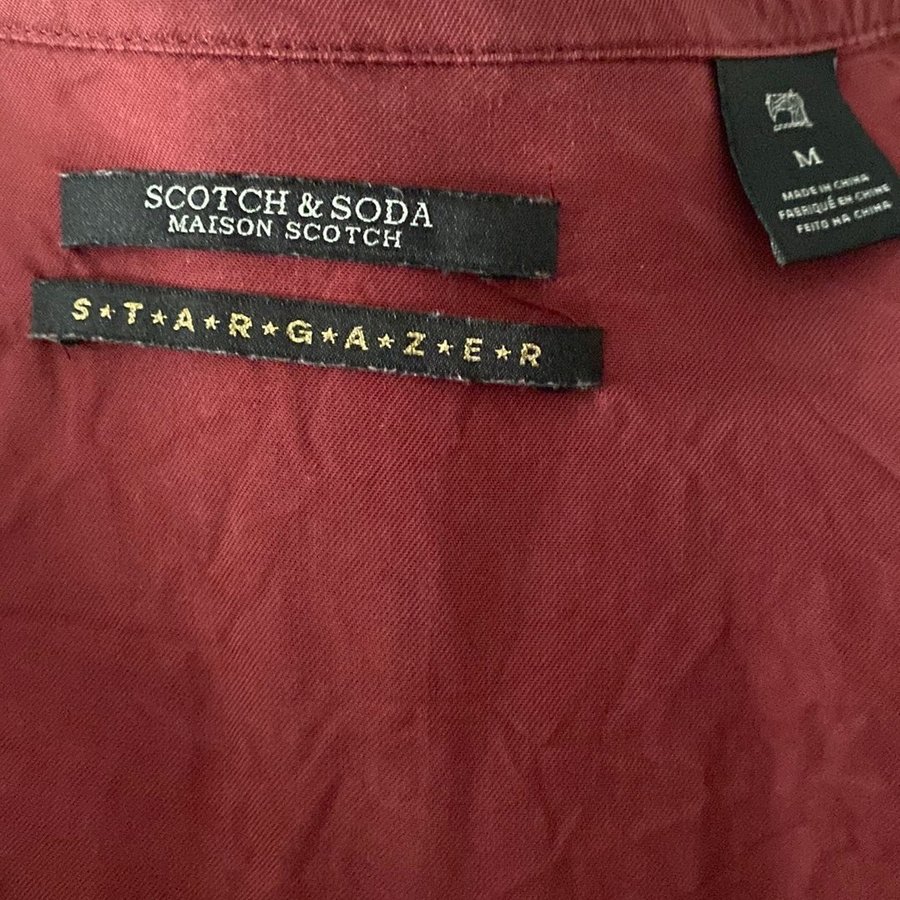 SCOTCH & SODA
MAISON SCOTCH
S★T★A★R★G★A★Z★E★R
M
MADE IN CHINA
FABRIQUÉ EN CHINE
FEITO NA CHINA